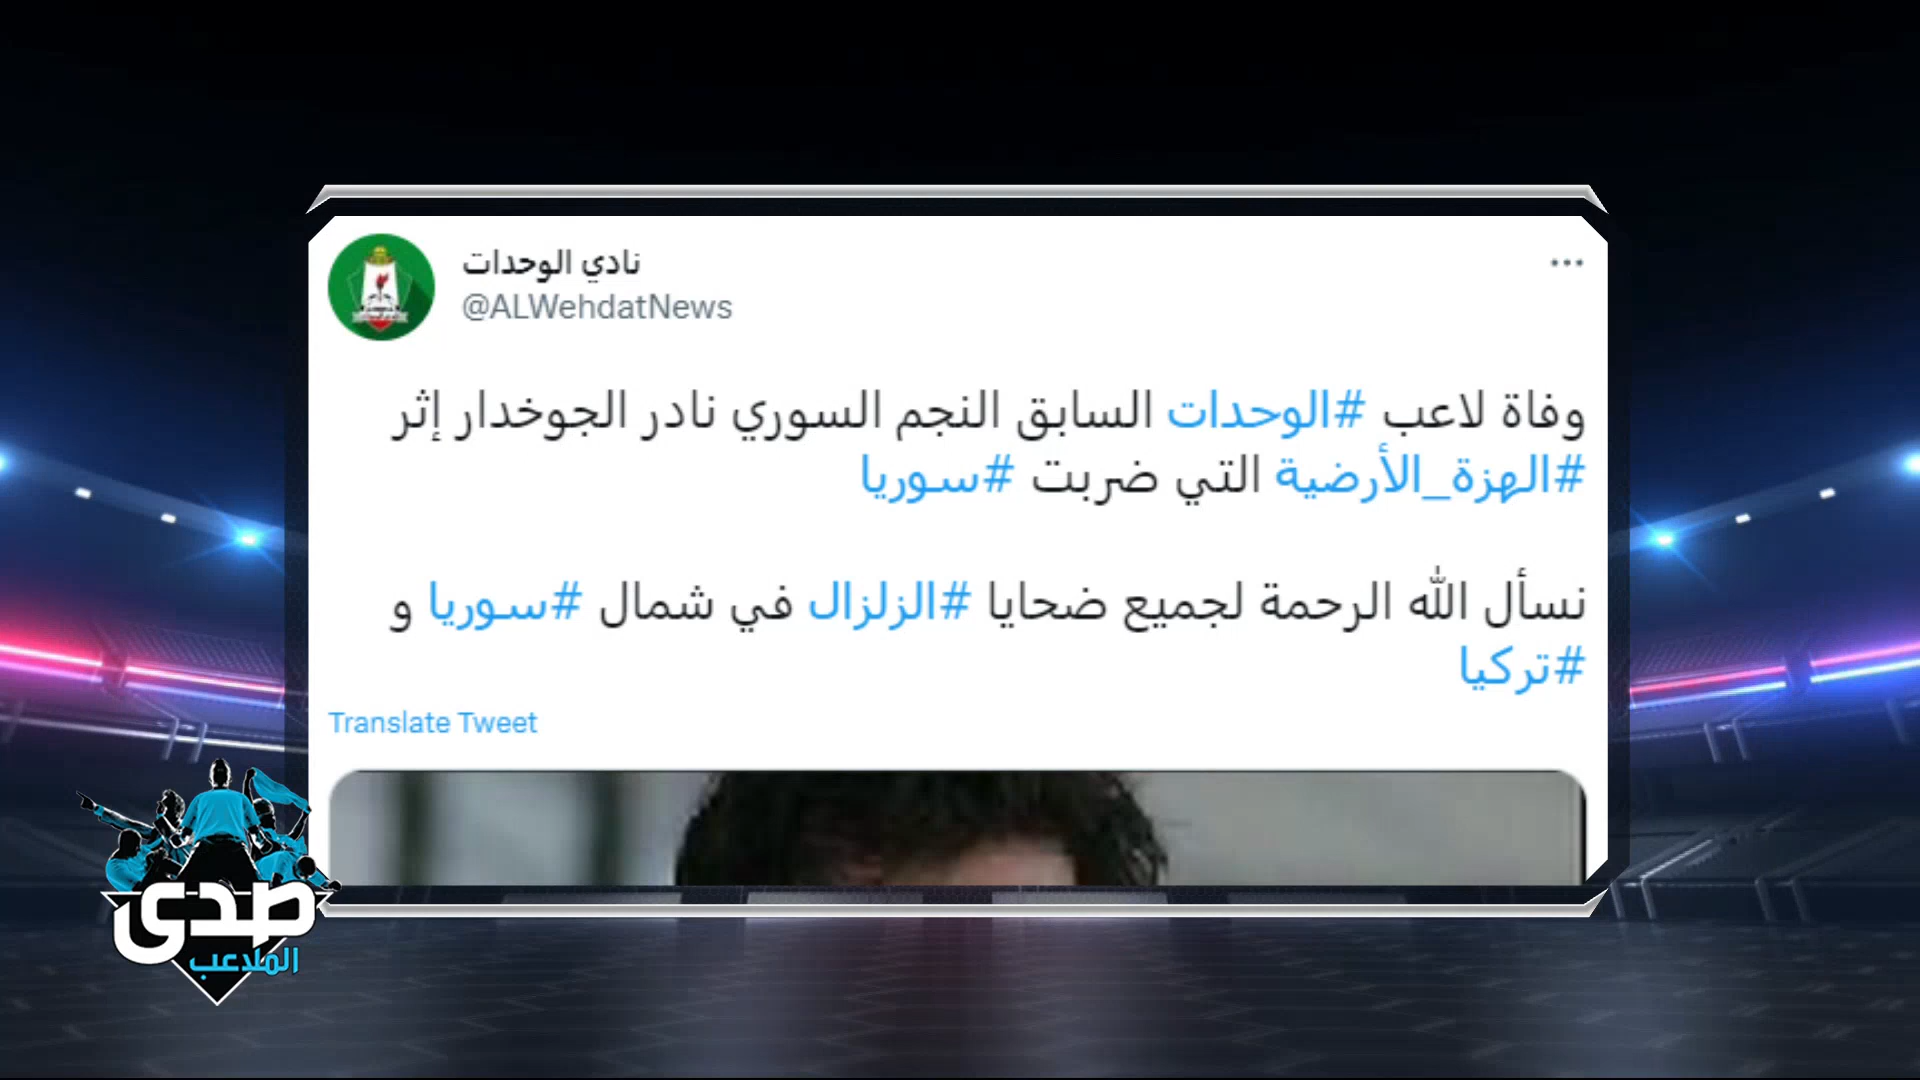 نادي الوحدات
@ALWehdatNews
وفاة لاعب #الوحدات السابق النجم السوري نادر الجوخدار إثر
#الهزة_الأرضية التي ضربت #سوريا
نسأل الله الرحمة لجميع ضحايا #الزلزال في شمال #سوريا و
#تركيا
Translate Tweet
صدى
الملاعب